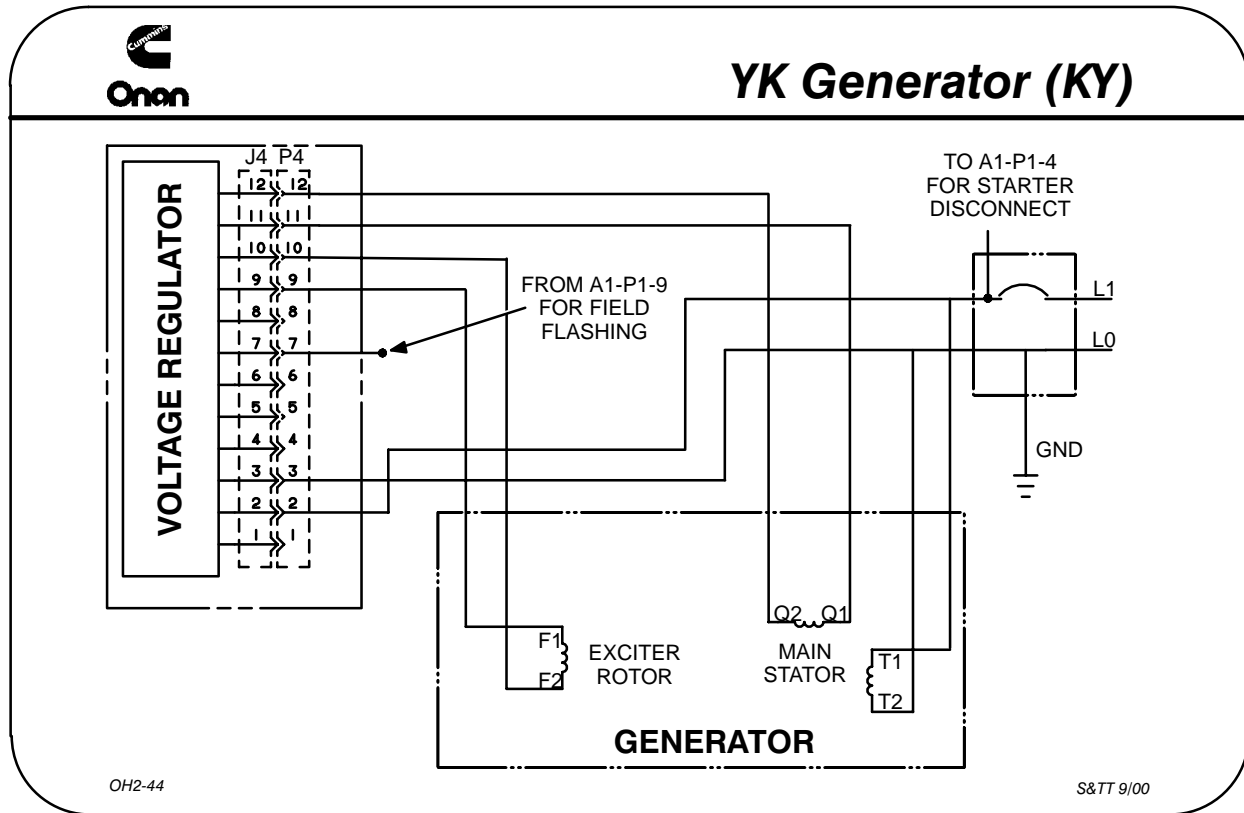 Cummins
Onan
YK Generator (KY)
J4 P4
TO A1-P1-4
FOR STARTER
DISCONNECT
VOLTAGE REGULATOR
12 12
11 11
10 10
9 9
8 8
7 7
6 6
5 5
4 4
3 3
2 2
1 1
FROM A1-P1-9
FOR FIELD
FLASHING
L1
L0
GND
Q2 Q1
F1
F2
EXCITER
ROTOR
MAIN
STATOR
T1
T2
GENERATOR
OH2-44
S&TT 9/00